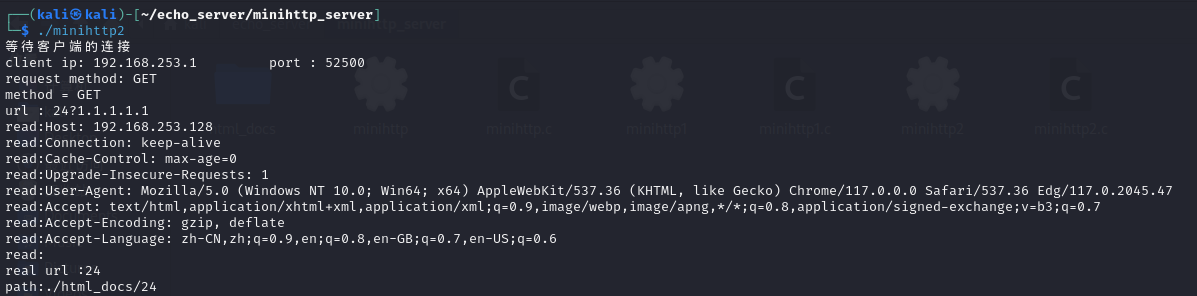 ┌──(kali㉿kali)-[~/echo_server/minihttp_server]
└─$ ./minihttp2
等待客户端的连接
client ip: 192.168.253.1 port : 52500
request method: GET
method = GET
url : 24?1.1.1.1.1
read:Host: 192.168.253.128
read:Connection: keep-alive
read:Cache-Control: max-age=0
read:Upgrade-Insecure-Requests: 1
read:User-Agent: Mozilla/5.0 (Windows NT 10.0; Win64; x64) AppleWebKit/537.36 (KHTML, like Gecko) Chrome/117.0.0.0 Safari/537.36 Edg/117.0.2045.47
read:Accept: text/html,application/xhtml+xml,application/xml;q=0.9,image/webp,image/apng,*/*;q=0.8,application/signed-exchange;v=b3;q=0.7
read:Accept-Encoding: gzip, deflate
read:Accept-Language: zh-CN,zh;q=0.9,en;q=0.8,en-GB;q=0.7,en-US;q=0.6
read:
real url :24
path:./html_docs/24
html_docs minihttp minihttp.c minihttp1 minihttp1.c minihttp2 minihttp2.c